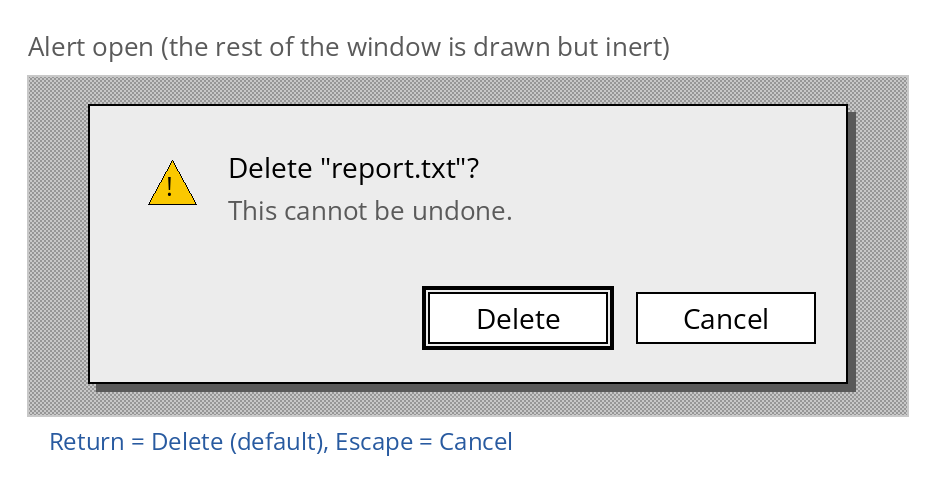 Alert open (the rest of the window is drawn but inert)
!
Delete "report.txt"?
This cannot be undone.
Delete
Cancel
Return = Delete (default), Escape = Cancel